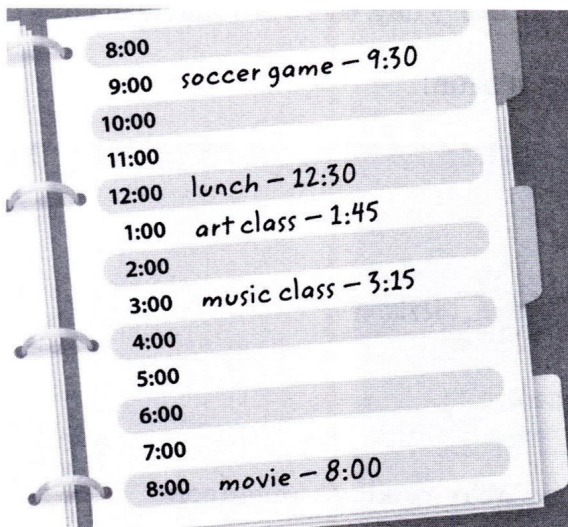 8:00
9:00 soccer game – 9:30
10:00
11:00
12:00 lunch – 12:30
1:00 art class – 1:45
2:00
3:00 music class – 3:15
4:00
5:00
6:00
7:00
8:00 movie – 8:00